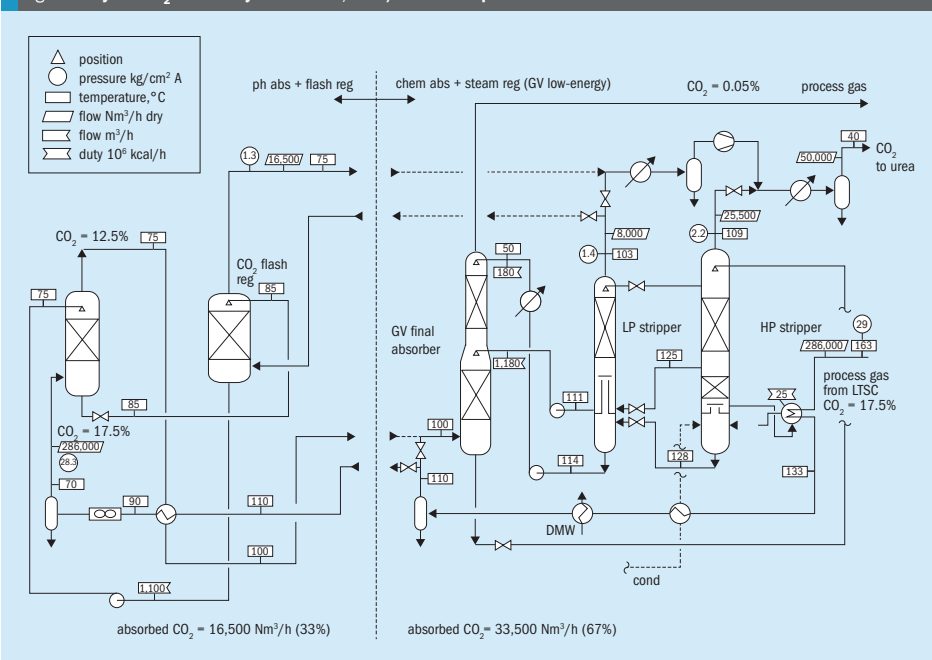 position
pressure kg/cm² A
temperature, °C
flow Nm³/h dry
flow m³/h
duty 10⁶ kcal/h
ph abs + flash reg
chem abs + steam reg (GV low-energy)
CO₂ = 0.05%
process gas
1.3
16,500
75
40
50,000
CO₂
to urea
25,500
2.2
109
8,000
1.4
103
CO₂ = 12.5%
75
CO₂ flash
reg
85
75
50
180
GV final
absorber
LP stripper
HP stripper
29
286,000
163
process gas
from LTSC
CO₂ = 17.5%
1,180
125
25
111
85
CO₂ = 17.5%
286,000
28.3
70
100
110
114
128
133
90
110
DMW
100
cond
1,100
absorbed CO₂ = 16,500 Nm³/h (33%)
absorbed CO₂= 33,500 Nm³/h (67%)